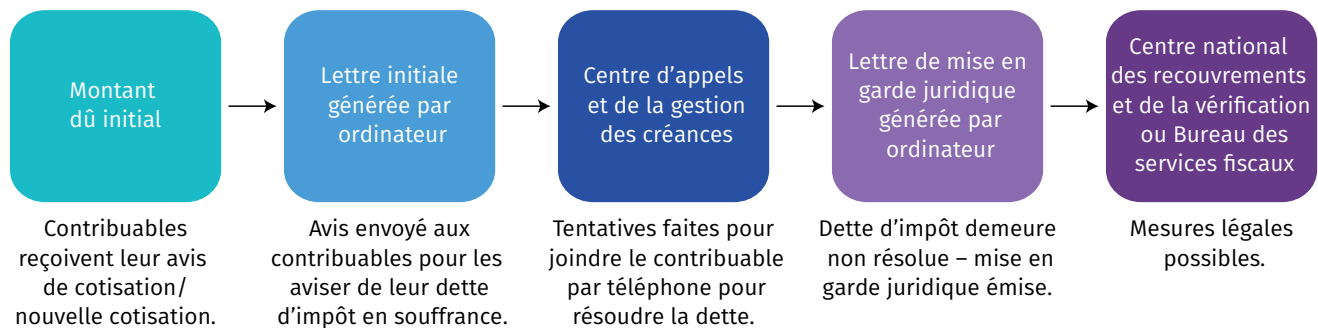 Montant
dû initial
Contribuables
reçoivent leur avis
de cotisation/
nouvelle cotisation.
Lettre initiale
générée par
ordinateur
Avis envoyé aux
contribuables pour les
aviser de leur dette
d'impôt en souffrance.
Centre d'appels
et de la gestion
des créances
Tentatives faites pour
joindre le contribuable
par téléphone pour
résoudre la dette.
Lettre de mise en
garde juridique
générée par
ordinateur
Dette d'impôt demeure
non résolue – mise en
garde juridique émise.
Centre national
des recouvrements
et de la vérification
ou Bureau des
services fiscaux
Mesures légales
possibles.